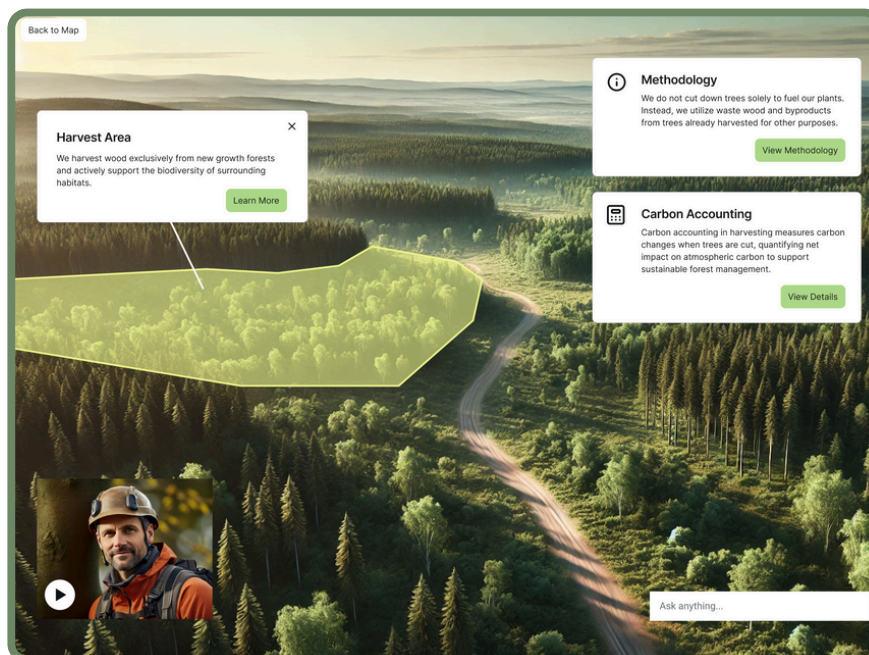 Back to Map
Harvest Area
We harvest wood exclusively from new growth forests
and actively support the biodiversity of surrounding
habitats.
Learn More
Methodology
We do not cut down trees solely to fuel our plants.
Instead, we utilize waste wood and byproducts
from trees already harvested for other purposes.
View Methodology
Carbon Accounting
Carbon accounting in harvesting measures carbon
changes when trees are cut, quantifying net
impact on atmospheric carbon to support
sustainable forest management.
View Details
Ask anything...